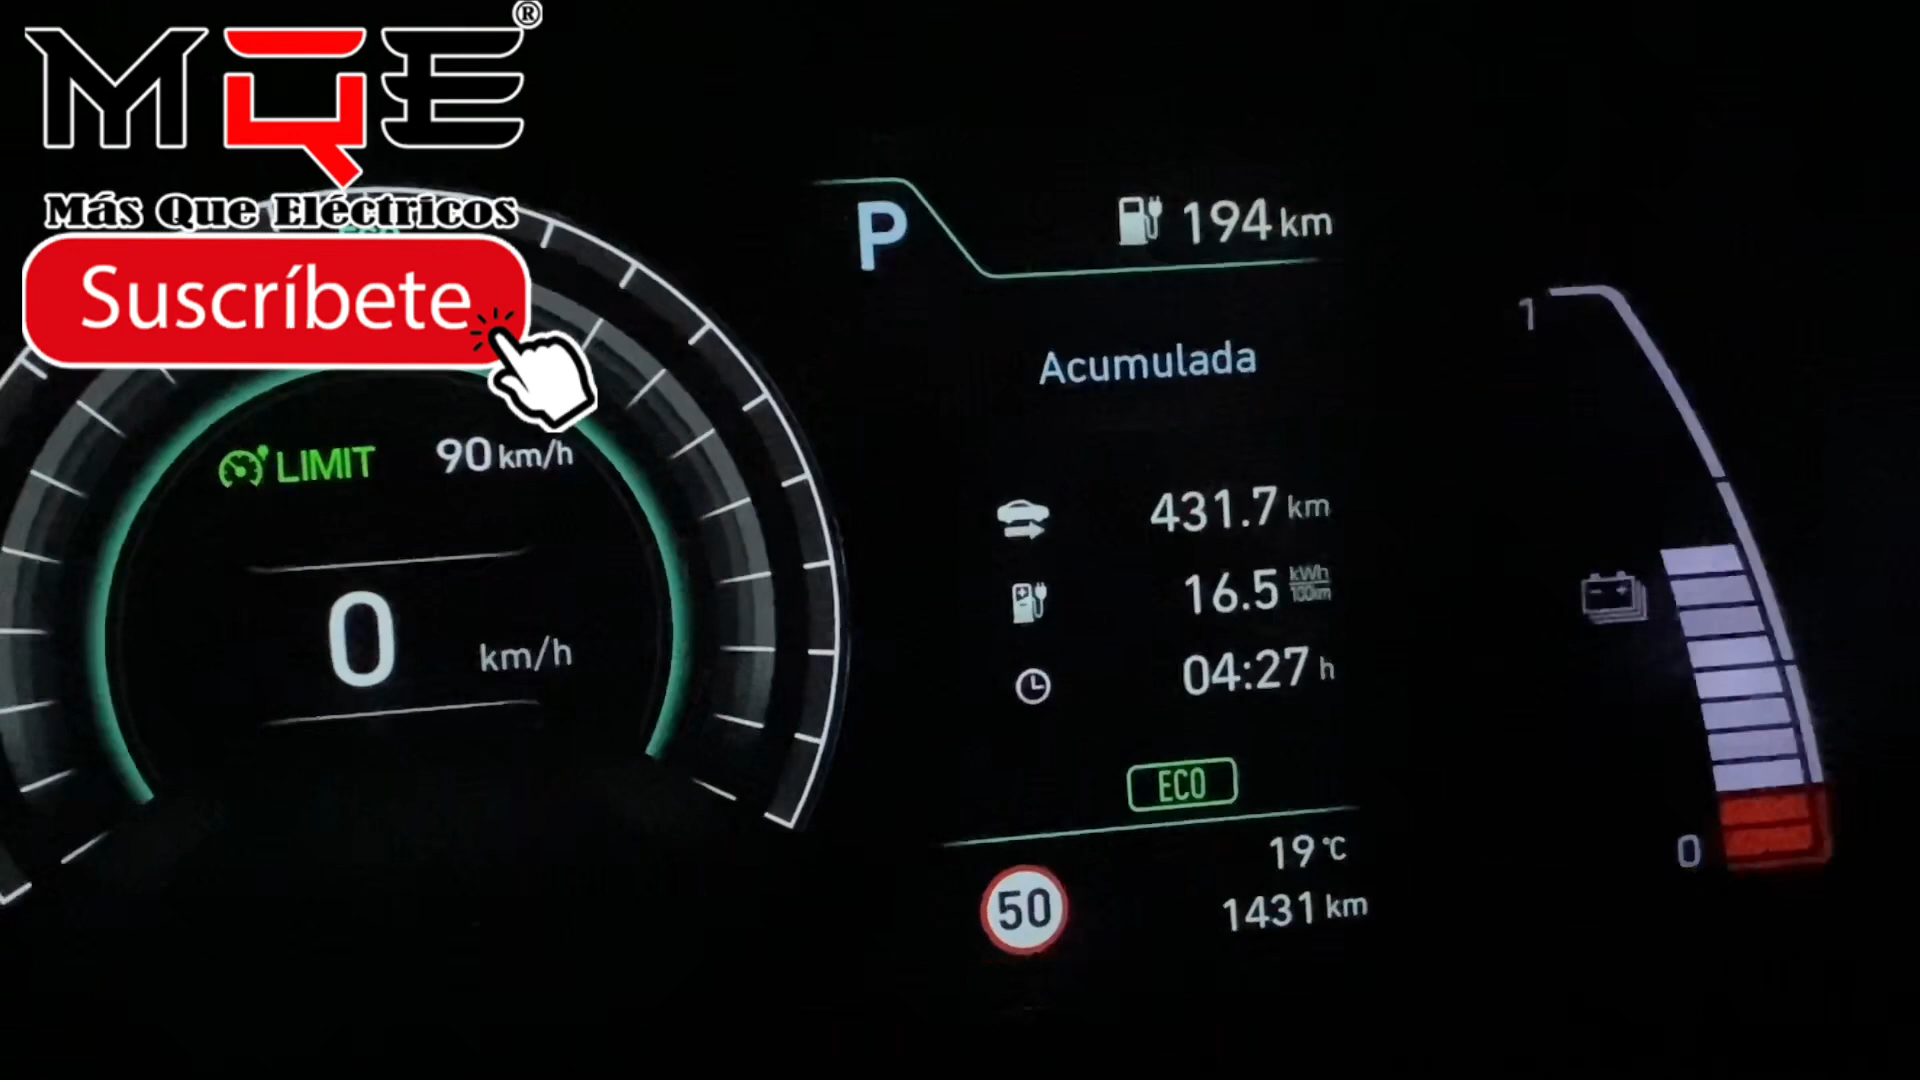 MQE®
Más Que Eléctricos
Suscríbete
LIMIT 90 km/h
0 km/h
P 194 km
Acumulada
431.7 km
16.5 kWh/100km
04:27 h
ECO
19 °C
50 1431 km
1
0